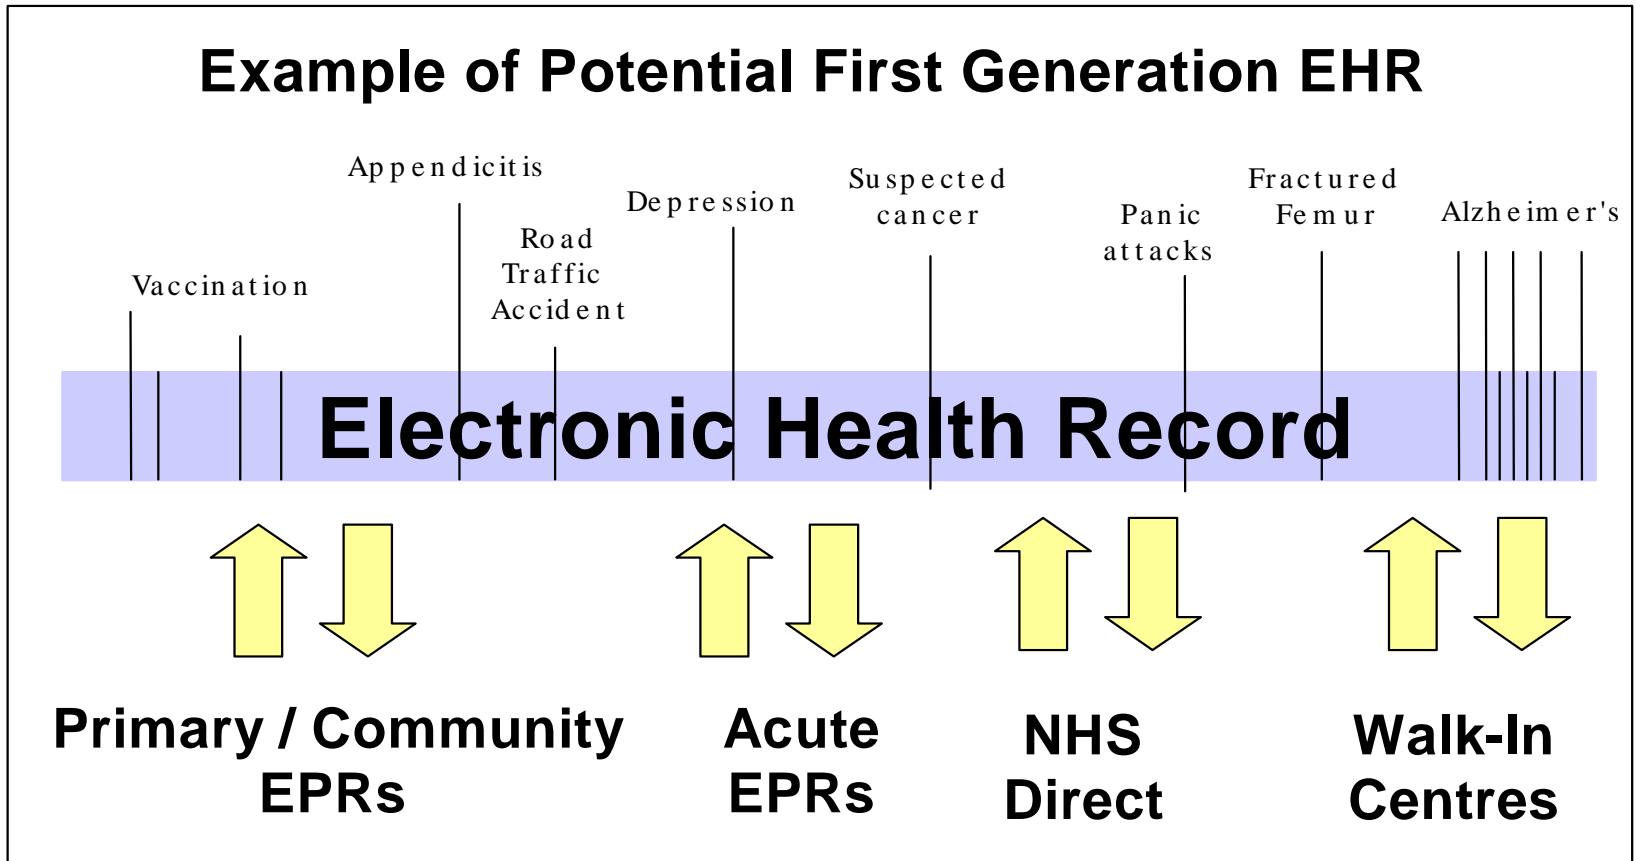 Example of Potential First Generation EHR
Vaccination
Appendicitis
Road
Traffic
Accident
Depression
Suspected
cancer
Panic
attacks
Fractured
Femur
Alzheimer's
Electronic Health Record
Primary / Community
EPRs
Acute
EPRs
NHS
Direct
Walk-In
Centres